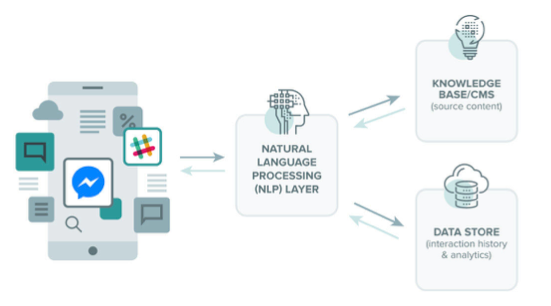 KNOWLEDGE
BASE/CMS
(source content)
%
NATURAL
LANGUAGE
PROCESSING
(NLP) LAYER
DATA STORE
(interaction history
& analytics)